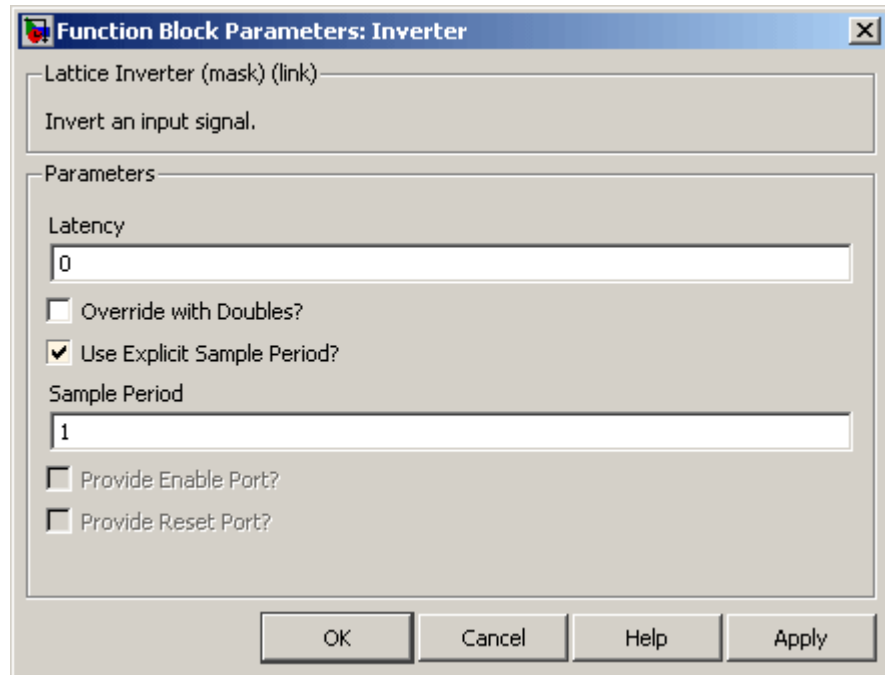 Function Block Parameters: Inverter
Lattice Inverter (mask) (link)
Invert an input signal.
Parameters
Latency
0
Override with Doubles?
Use Explicit Sample Period?
Sample Period
1
Provide Enable Port?
Provide Reset Port?
OK Cancel Help Apply